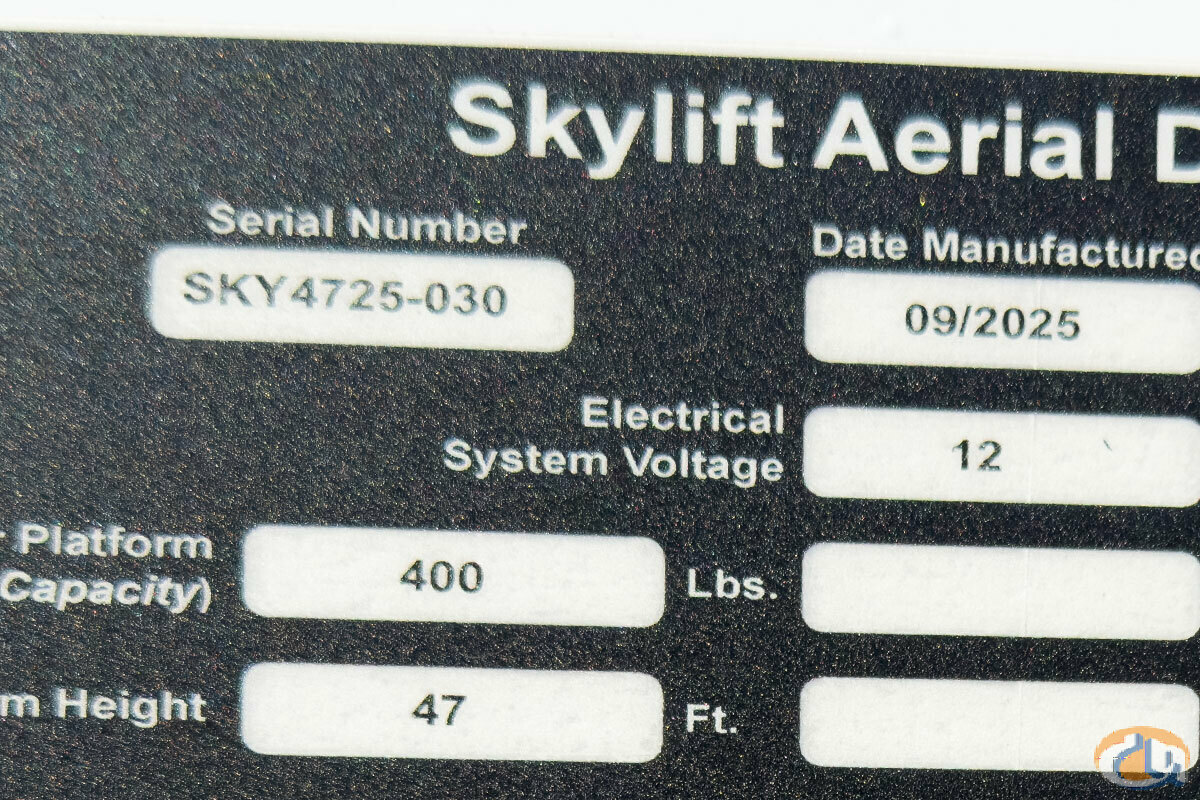 Skylift Aerial D
Serial Number
SKY4725-030
Date Manufactured
09/2025
Electrical
System Voltage
12
Platform
Capacity)
400
Lbs.
m Height
47
Ft.